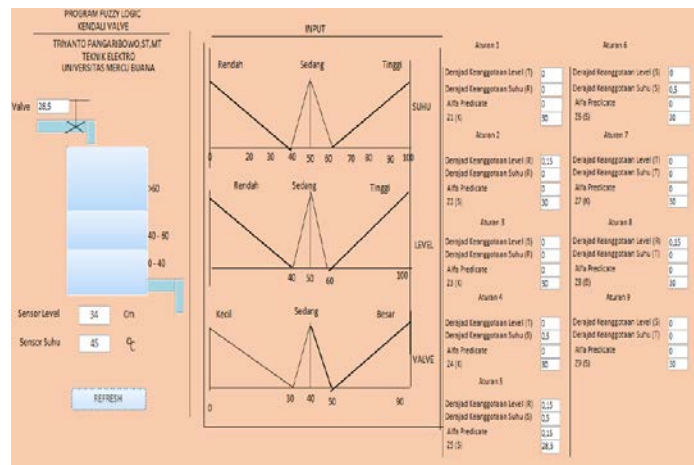 PROGRAM FUZZY LOGIC
KENDALI VALVE
TRIYANTO PANGARIBOWO,ST.MT
TEKNIK ELEKTRO
UNIVERSITAS MERCU BUANA
Valve 28,5
>60
40 - 60
0 - 40
Sensor Level 34 Cm
Sensor Suhu 45 °C
REFRESH
INPUT
Rendah Sedang Tinggi
SUHU
0 20 30 40 50 60 70 80 90 100
Rendah Sedang Tinggi
LEVEL
40 50 60 100
Kecil Sedang Besar
VALVE
0 30 40 50 90
Aturan 1
Derajad Keanggotaan Level (T) 0
Derajad Keanggotaan Suhu (R) 0
Alfa Predicate 0
Z1 (K) 30
Aturan 2
Derajad Keanggotaan Level (R) 0,15
Derajad Keanggotaan Suhu (R) 0
Alfa Predicate 0
Z2 (S) 30
Aturan 3
Derajad Keanggotaan Level (S) 0
Derajad Keanggotaan Suhu (R) 0
Alfa Predicate 0
Z3 (K) 30
Aturan 4
Derajad Keanggotaan Level (T) 0
Derajad Keanggotaan Suhu (S) 0,5
Alfa Predicate 0
Z4 (K) 30
Aturan 5
Derajad Keanggotaan Level (R) 0,15
Derajad Keanggotaan Suhu (S) 0,5
Alfa Predicate 0,15
Z5 (S) 28,5
Aturan 6
Derajad Keanggotaan Level (S) 0
Derajad Keanggotaan Suhu (S) 0,5
Alfa Predicate 0
Z6 (S) 30
Aturan 7
Derajad Keanggotaan Level (T) 0
Derajad Keanggotaan Suhu (T) 0
Alfa Predicate 0
Z7 (K) 30
Aturan 8
Derajad Keanggotaan Level (R) 0,15
Derajad Keanggotaan Suhu (T) 0
Alfa Predicate 0
30
Aturan 9
Derajad Keanggotaan Level (S) 0
Derajad Keanggotaan Suhu (T) 0
Alfa Predicate 0
Z9 (S) 30